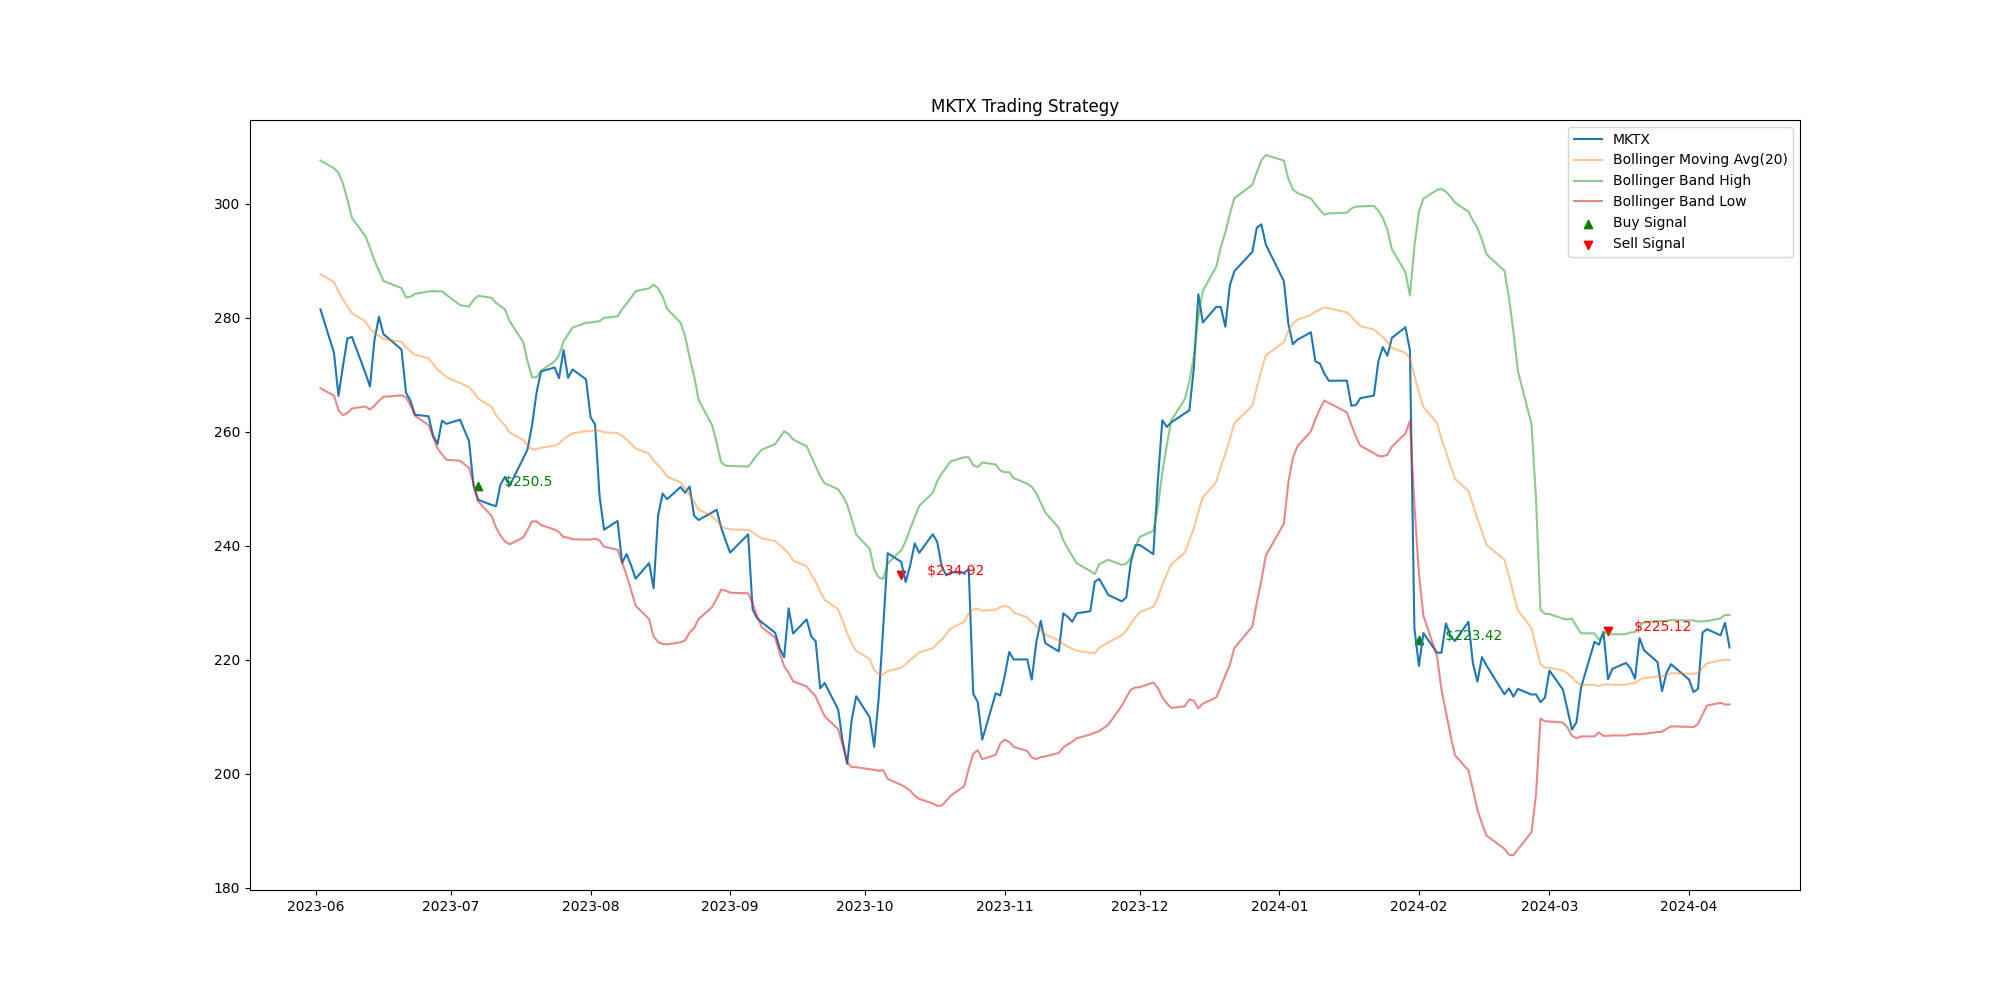 MKTX Trading Strategy
MKTX
Bollinger Moving Avg(20)
Bollinger Band High
Bollinger Band Low
Buy Signal
Sell Signal
300
280
260
240
220
200
180
$250.5
$234.92
$223.42
$225.12
2023-06 2023-07 2023-08 2023-09 2023-10 2023-11 2023-12 2024-01 2024-02 2024-03 2024-04